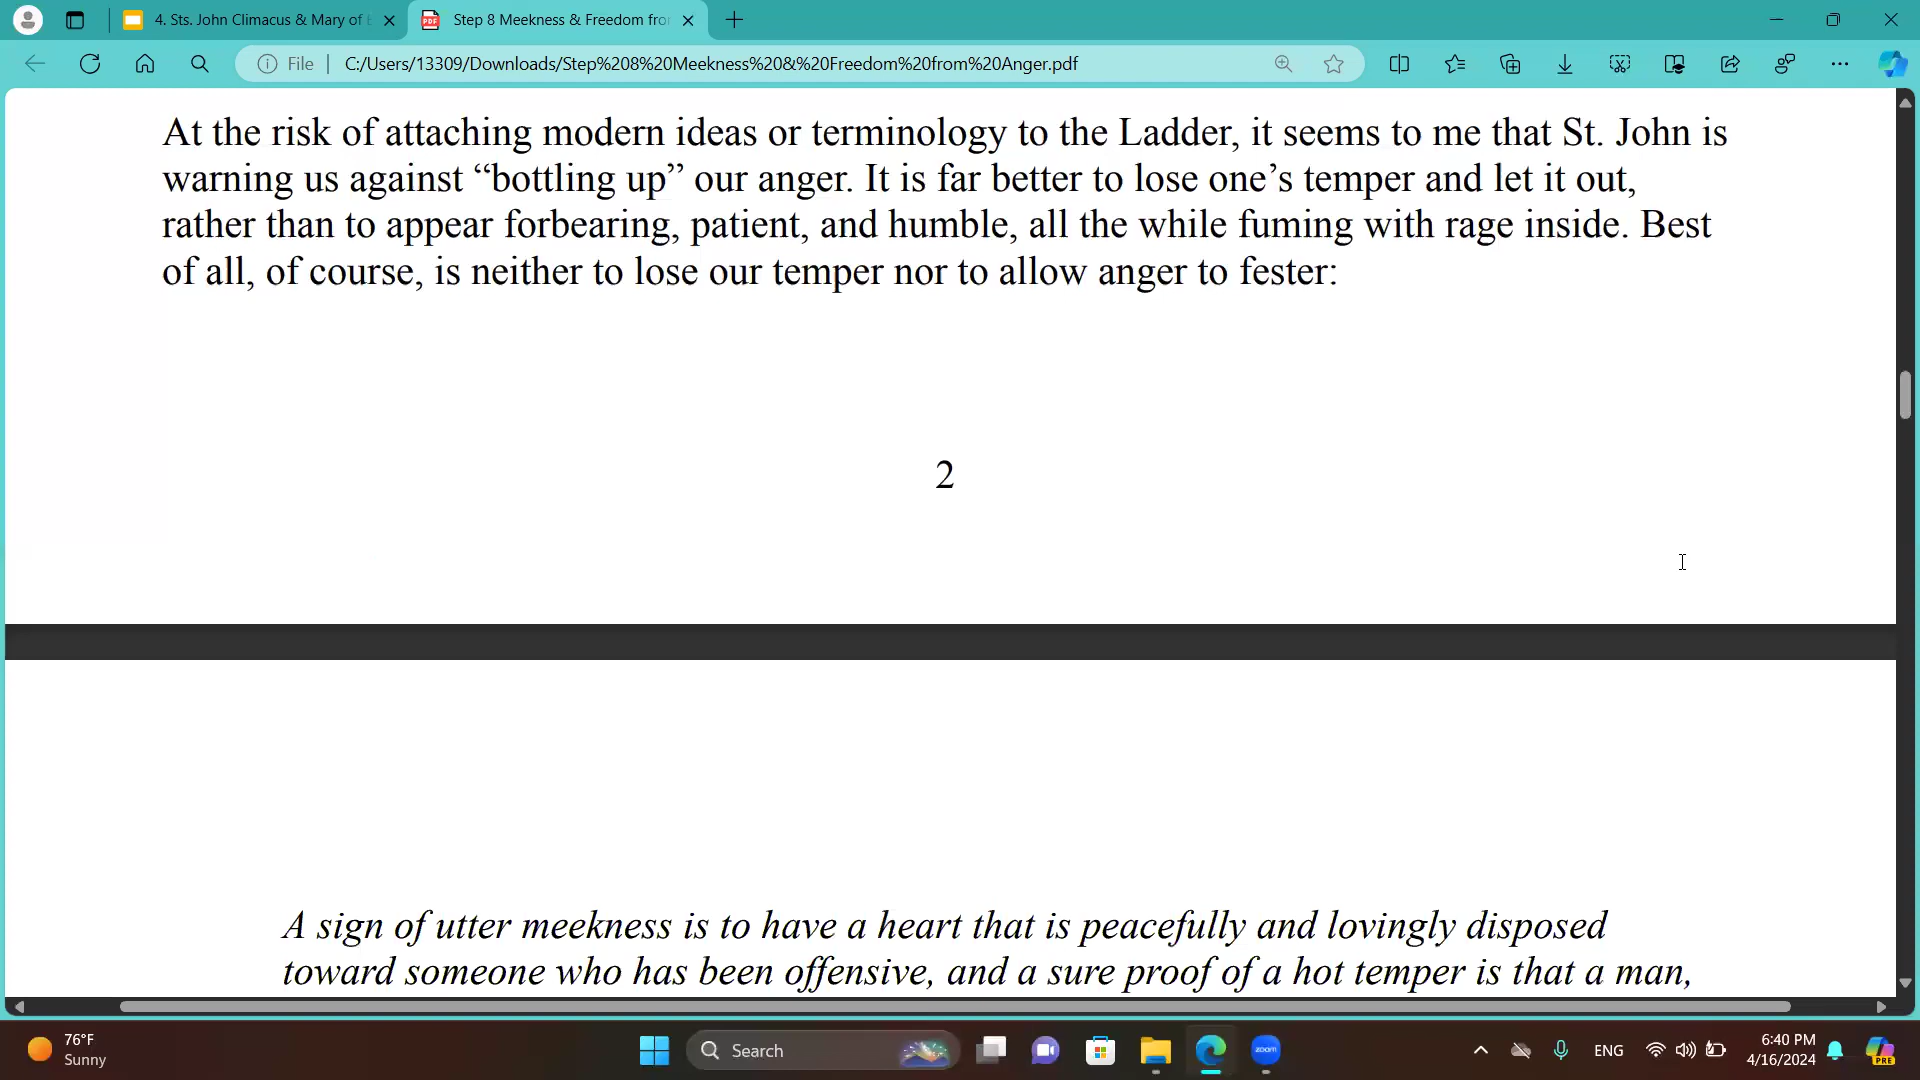 4. Sts. John Climacus & Mary of
Step 8 Meekness & Freedom fro
File
C:/Users/13309/Downloads/Step%208%20Meekness%20&%20Freedom%20from%20Anger.pdf
At the risk of attaching modern ideas or terminology to the Ladder, it seems to me that St. John is
warning us against “bottling up” our anger. It is far better to lose one’s temper and let it out,
rather than to appear forbearing, patient, and humble, all the while fuming with rage inside. Best
of all, of course, is neither to lose our temper nor to allow anger to fester:
2
A sign of utter meekness is to have a heart that is peacefully and lovingly disposed
toward someone who has been offensive, and a sure proof of a hot temper is that a man,
76°F
Sunny
Search
zoom
ENG
6:40 PM
4/16/2024
PRE